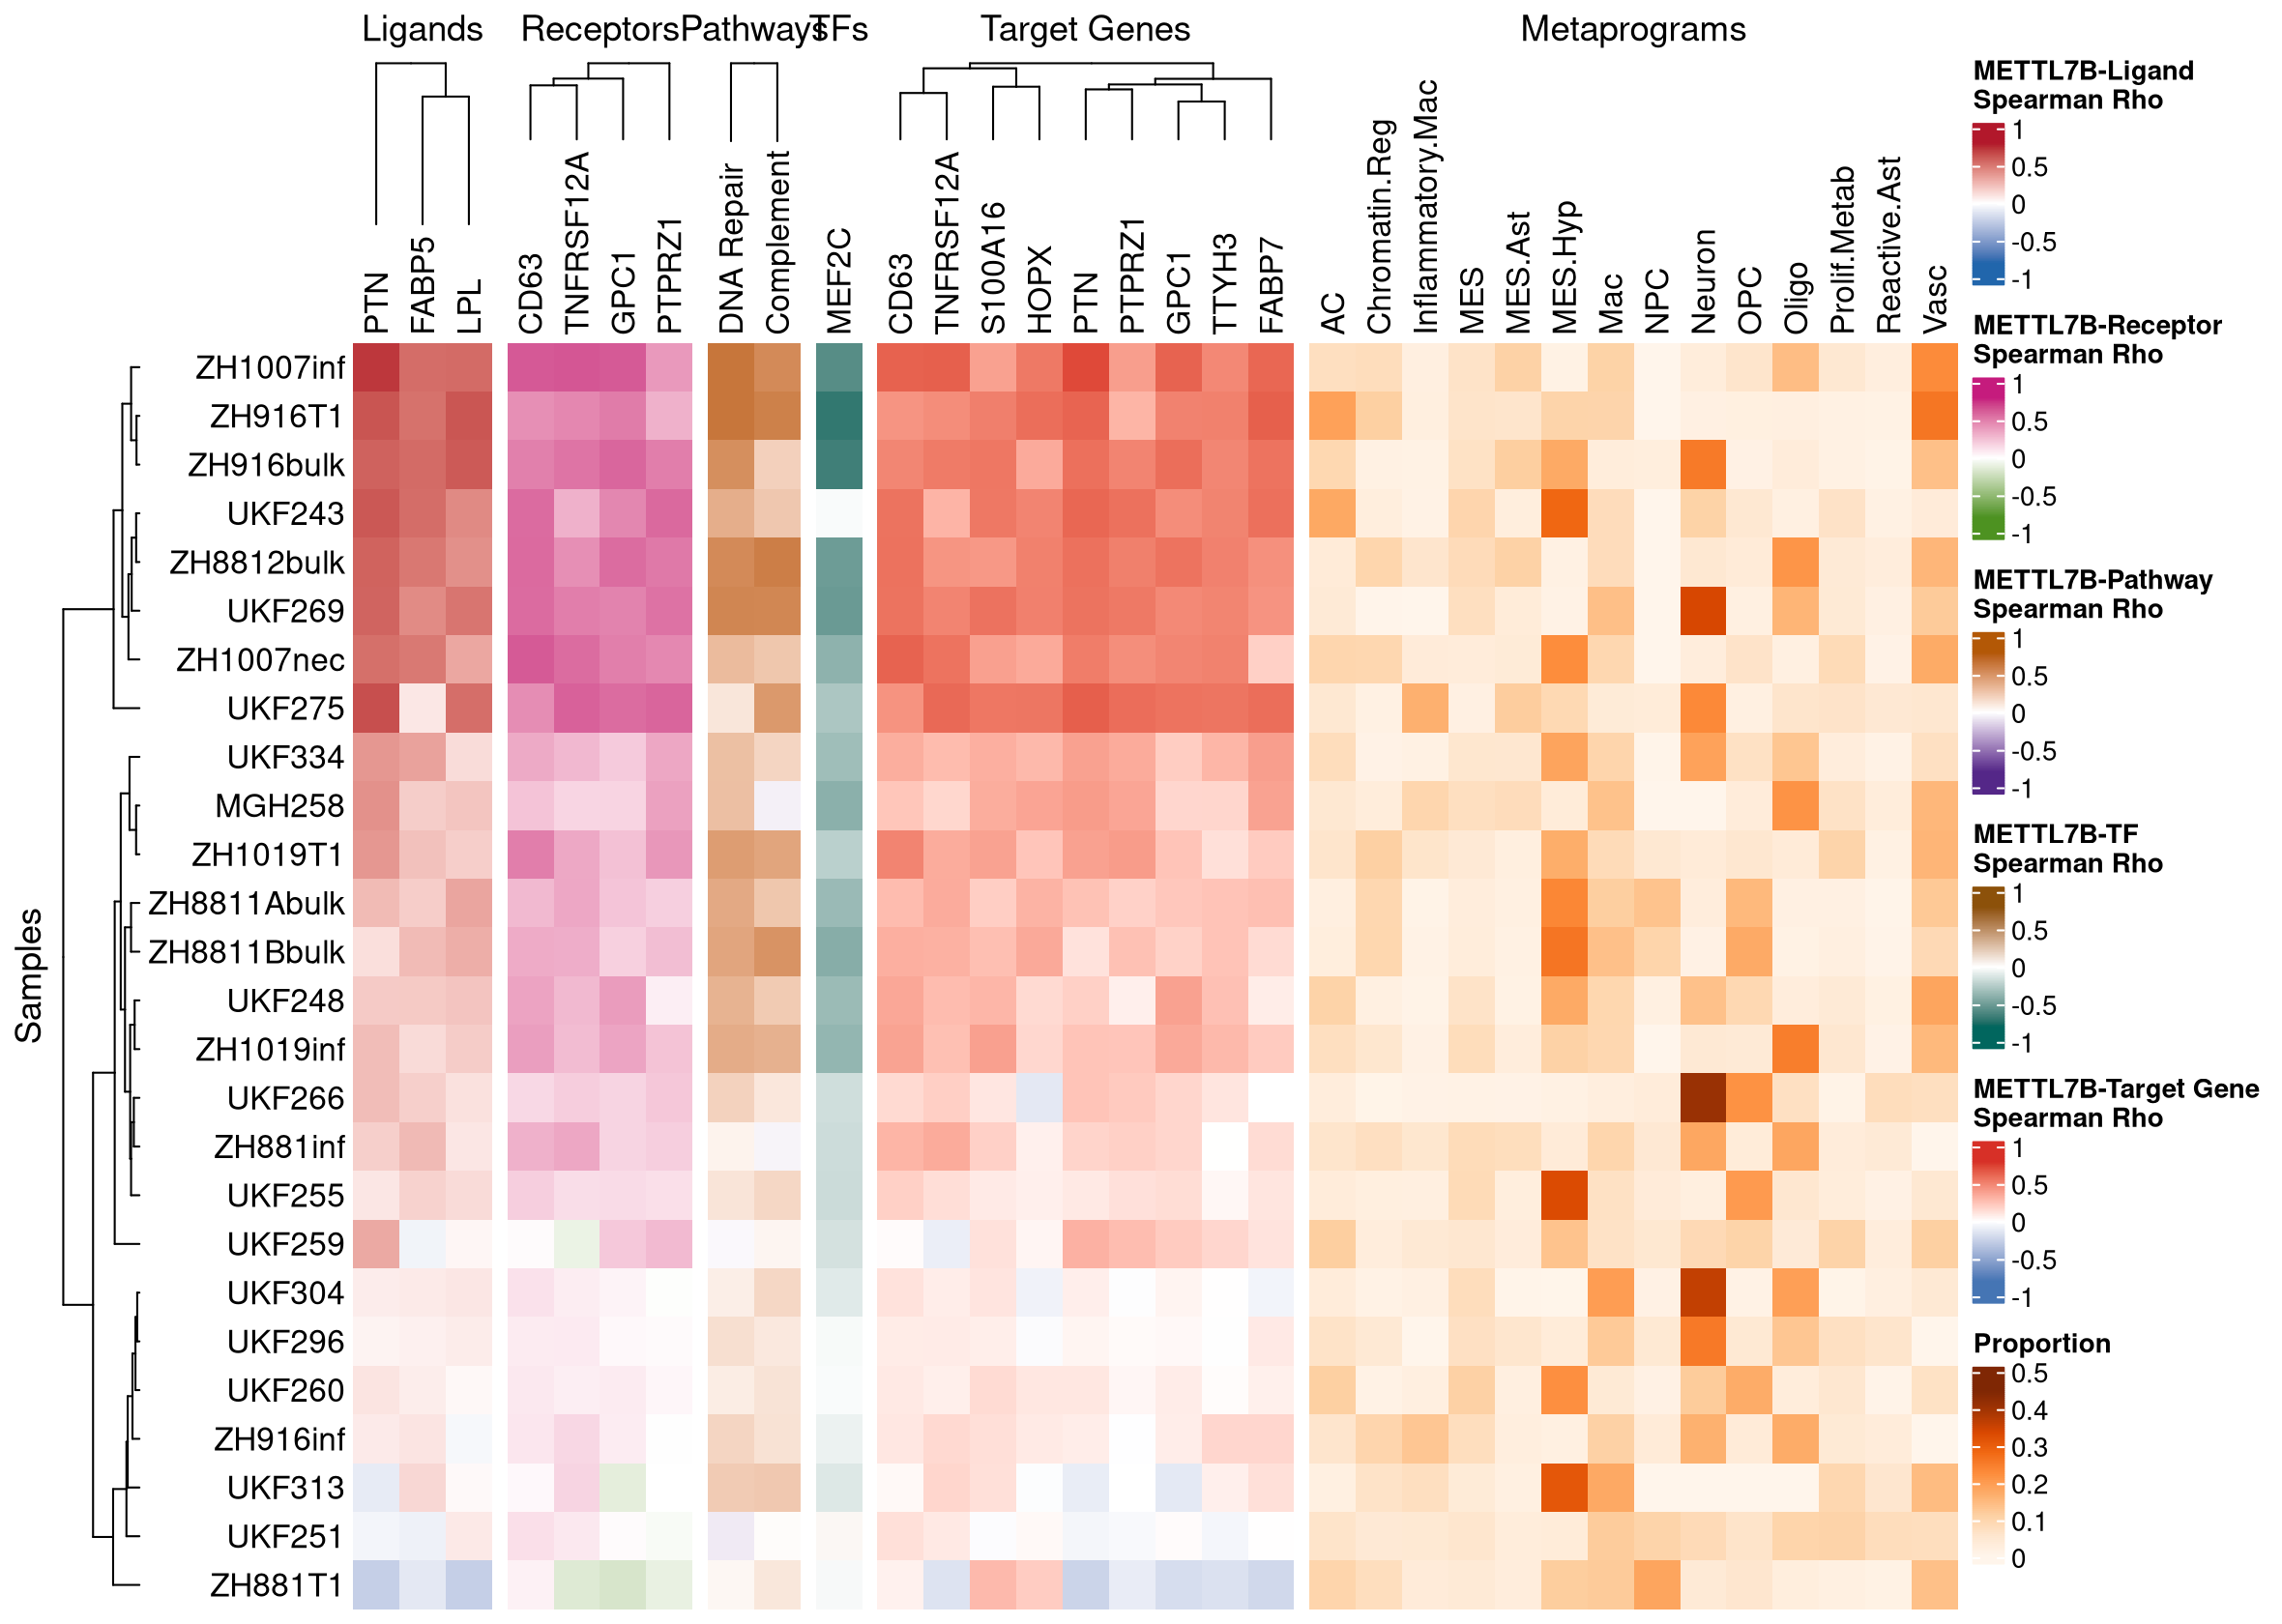 Ligands Receptors Pathways TFs Target Genes Metaprograms
PTN
FABP5
LPL
CD63
TNFRSF12A
GPC1
PTPRZ1
DNA Repair
Complement
MEF2C
CD63
TNFRSF12A
S100A16
HOPX
PTN
PTPRZ1
GPC1
TTYH3
FABP7
AC
Chromatin.Reg
Inflammatory.Mac
MES
MES.Ast
MES.Hyp
Mac
NPC
Neuron
OPC
Oligo
Prolif.Metab
Reactive.Ast
Vasc
Samples
ZH1007inf
ZH916T1
ZH916bulk
UKF243
ZH8812bulk
UKF269
ZH1007nec
UKF275
UKF334
MGH258
ZH1019T1
ZH8811Abulk
ZH8811Bbulk
UKF248
ZH1019inf
UKF266
ZH881inf
UKF255
UKF259
UKF304
UKF296
UKF260
ZH916inf
UKF313
UKF251
ZH881T1
METTL7B-Ligand
Spearman Rho
1
0.5
0
-0.5
-1
METTL7B-Receptor
Spearman Rho
1
0.5
0
-0.5
-1
METTL7B-Pathway
Spearman Rho
1
0.5
0
-0.5
-1
METTL7B-TF
Spearman Rho
1
0.5
0
-0.5
-1
METTL7B-Target Gene
Spearman Rho
1
0.5
0
-0.5
-1
Proportion
0.5
0.4
0.3
0.2
0.1
0